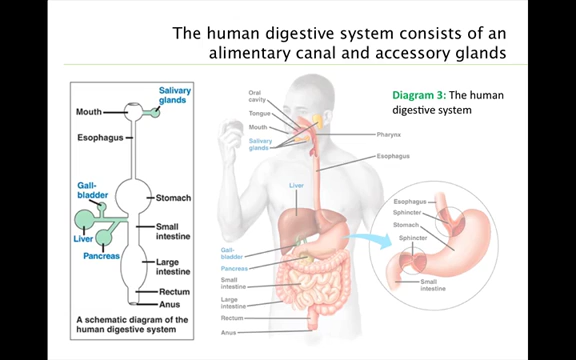 The human digestive system consists of an
alimentary canal and accessory glands
Salivary
glands
Mouth
Esophagus
Gall-
bladder
Stomach
Small
intestine
Liver
Pancreas
Large
intestine
Rectum
Anus
A schematic diagram of the
human digestive system
Oral
cavity
Tongue
Mouth
Salivary
glands
Pharynx
Esophagus
Liver
Gall-
bladder
Pancreas
Small
intestine
Large
intestine
Rectum
Anus
Diagram 3: The human
digestive system
Esophagus
Sphincter
Stomach
Sphincter
Small
intestine